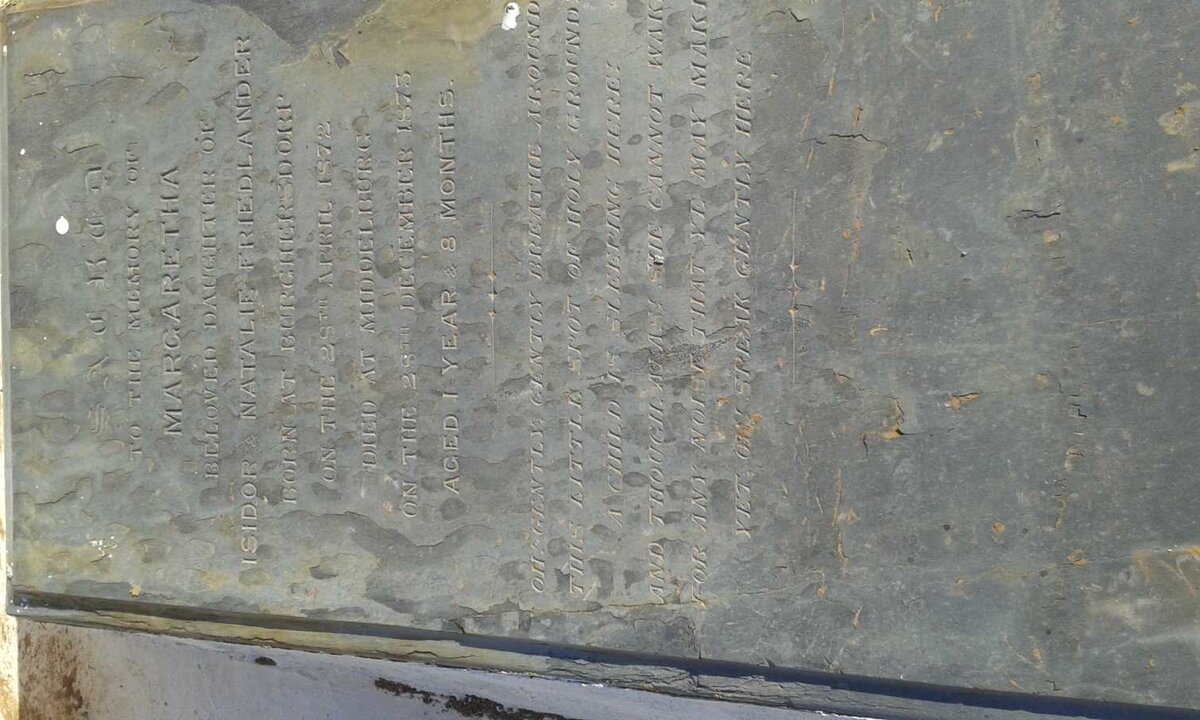 SACRED
TO THE MEMORY OF
MARGARETHA
BELOVED DAUGHTER OF
ISIDOR & NATALIE FRIEDLANDER
BORN AT BURGHERSDORP
ON THE 28TH APRIL 1872
DIED AT MIDDELBURG
ON THE 28TH DECEMBER 1873
AGED 1 YEAR & 8 MONTHS.
OH-GENTLY, GENTLY BREATHE AROUND
THIS LITTLE SPOT OF HOLY GROUND
A CHILD IS SLEEPING HERE:
AND THOUGH ALAS SHE CANNOT WAKE
FOR ANY NOISE THAT YE MAY MAKE
YET, OH, SPEAK GENTLY HERE